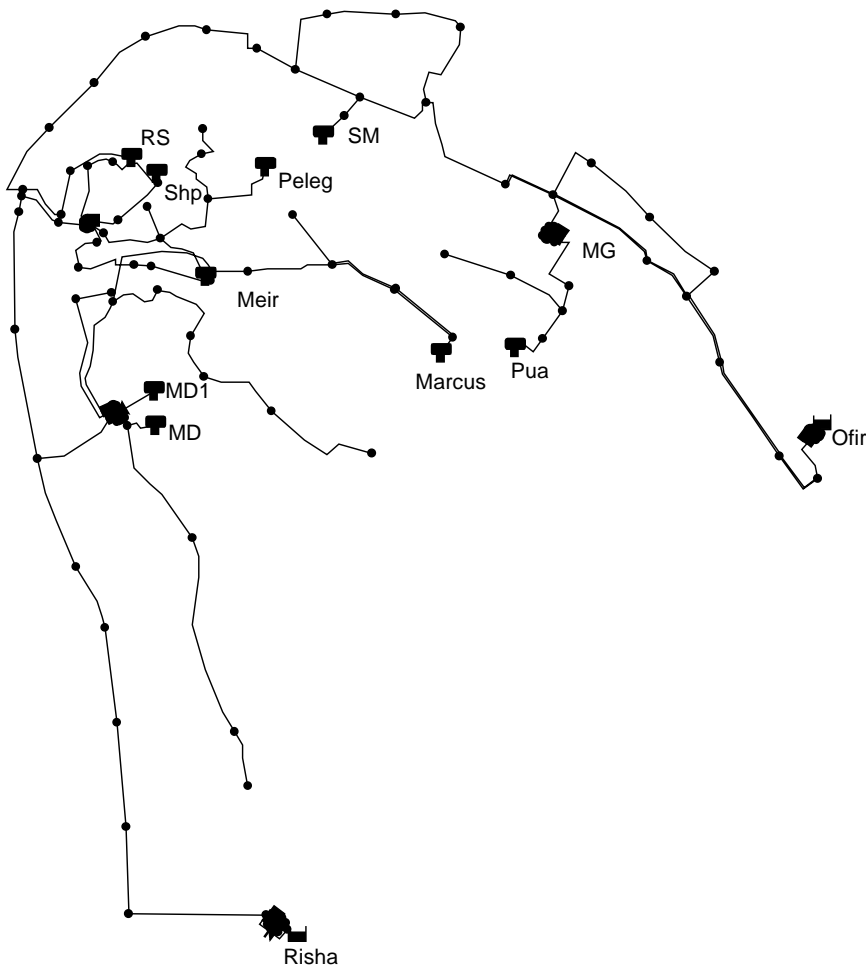 RS
SM
Shp
Peleg
MG
Meir
Marcus
Pua
MD1
MD
Ofir
Risha